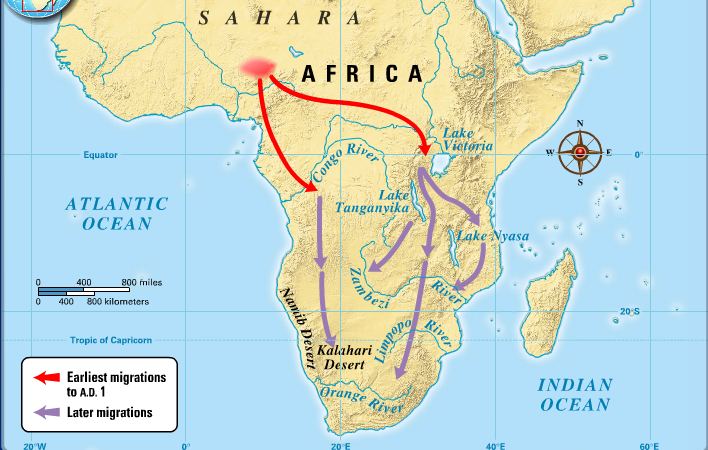 SAHARA
AFRICA
Lake
Victoria
N
W
E
S
Equator
0°
Congo River
ATLANTIC
OCEAN
Lake
Tanganyika
Lake Nyasa
0 400 800 miles
0 400 800 kilometers
Zambezi
River
Namib Desert
20°S
Limpopo River
Tropic of Capricorn
Kalahari
Desert
Earliest migrations
to A.D. 1
Later migrations
Orange River
INDIAN
OCEAN
20°W
0°
20°E
40°E
60°E